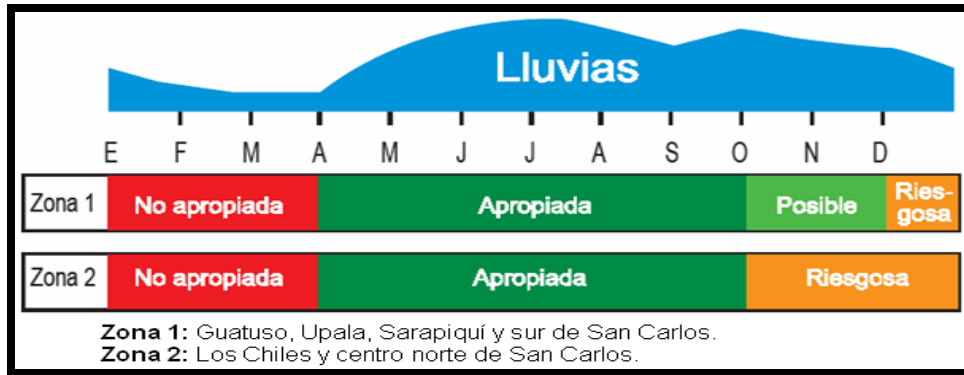 Lluvias
E F M A M J J A S O N D
Zona 1 No apropiada Apropiada Posible Ries-
gosa
Zona 2 No apropiada Apropiada Riesgosa
Zona 1: Guatuso, Upala, Sarapiquí y sur de San Carlos.
Zona 2: Los Chiles y centro norte de San Carlos.